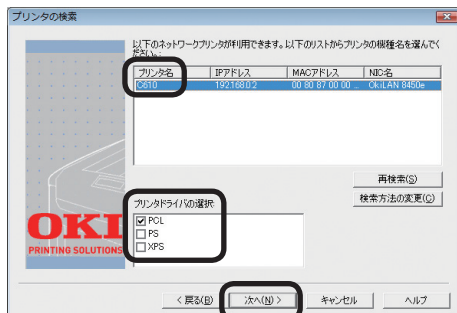 プリンタの検索
以下のネットワークプリンタが利用できます。以下のリストからプリンタの機種名を選んでく
ださい。:
プリンタ名 IPアドレス MACアドレス NIC名
C610 192.168.0.2 00 80 87 00 00 ... OkiLAN 8450e
再検索(S)
検索方法の変更(C)
プリンタドライバの選択:
PCL
PS
XPS
OKI
PRINTING SOLUTIONS
< 戻る(B)
次へ(N) >
キャンセル
ヘルプ